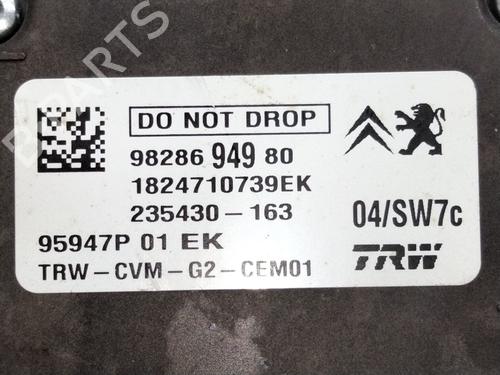 DO NOT DROP
98286 949 80
1824710739EK
235430-163
04/SW7c
95947P 01 EK
TRW-CVM-G2-CEM01
TRW